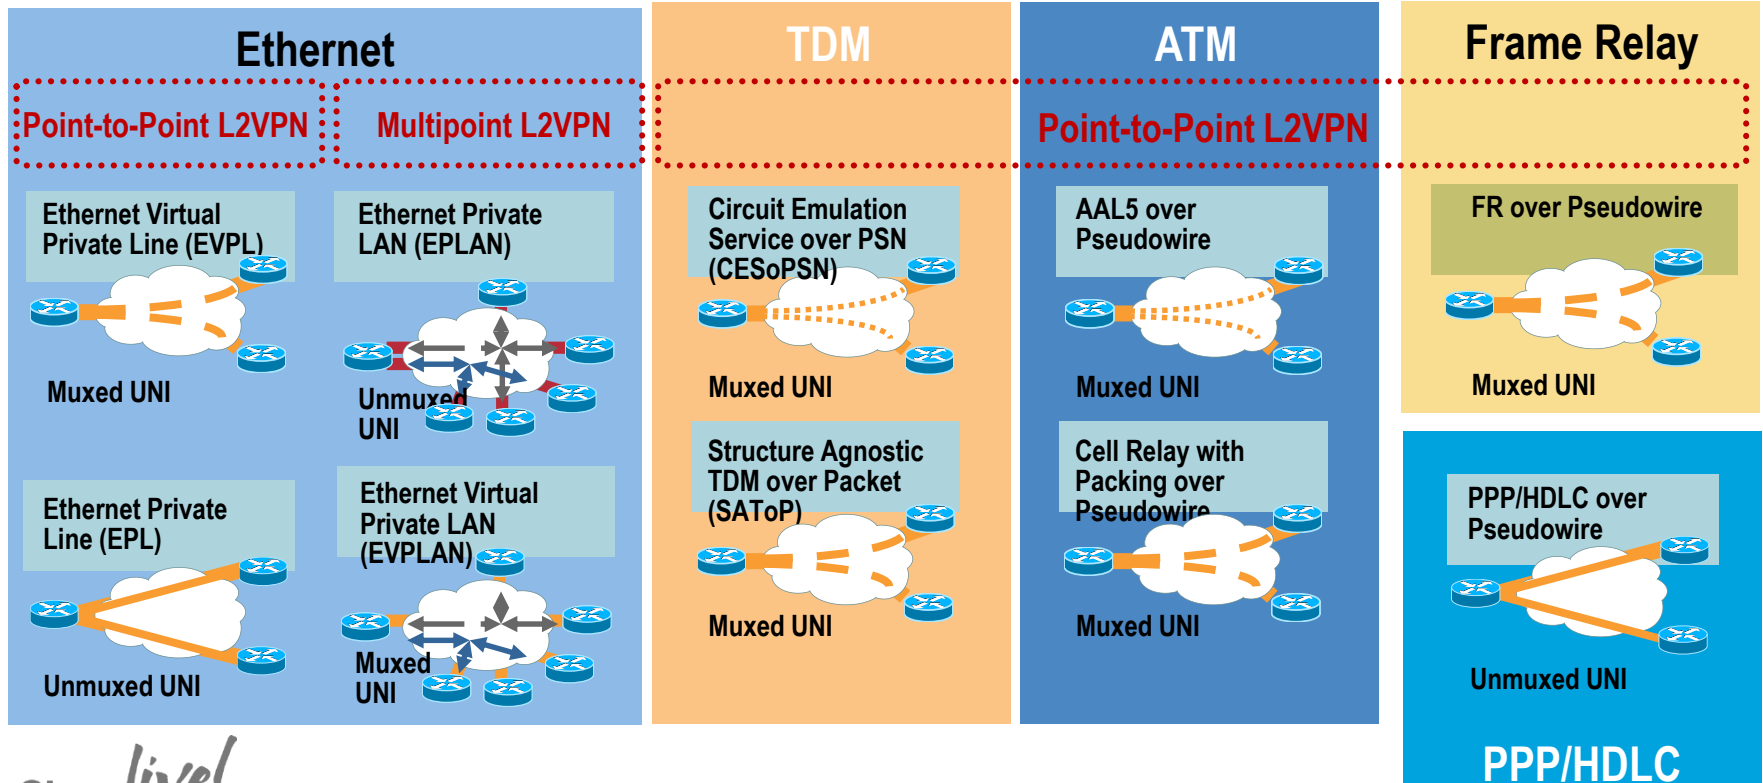 Ethernet
TDM
ATM
Frame Relay
Point-to-Point L2VPN
Multipoint L2VPN
Point-to-Point L2VPN
Ethernet Virtual
Private Line (EVPL)
Muxed UNI
Ethernet Private
LAN (EPLAN)
Unmuxed
UNI
Circuit Emulation
Service over PSN
(CESoPSN)
Muxed UNI
AAL5 over
Pseudowire
Muxed UNI
FR over Pseudowire
Muxed UNI
Ethernet Private
Line (EPL)
Unmuxed UNI
Ethernet Virtual
Private LAN
(EVPLAN)
Muxed
UNI
Structure Agnostic
TDM over Packet
(SAToP)
Muxed UNI
Cell Relay with
Packing over
Pseudowire
Muxed UNI
PPP/HDLC over
Pseudowire
Unmuxed UNI
PPP/HDLC
live!